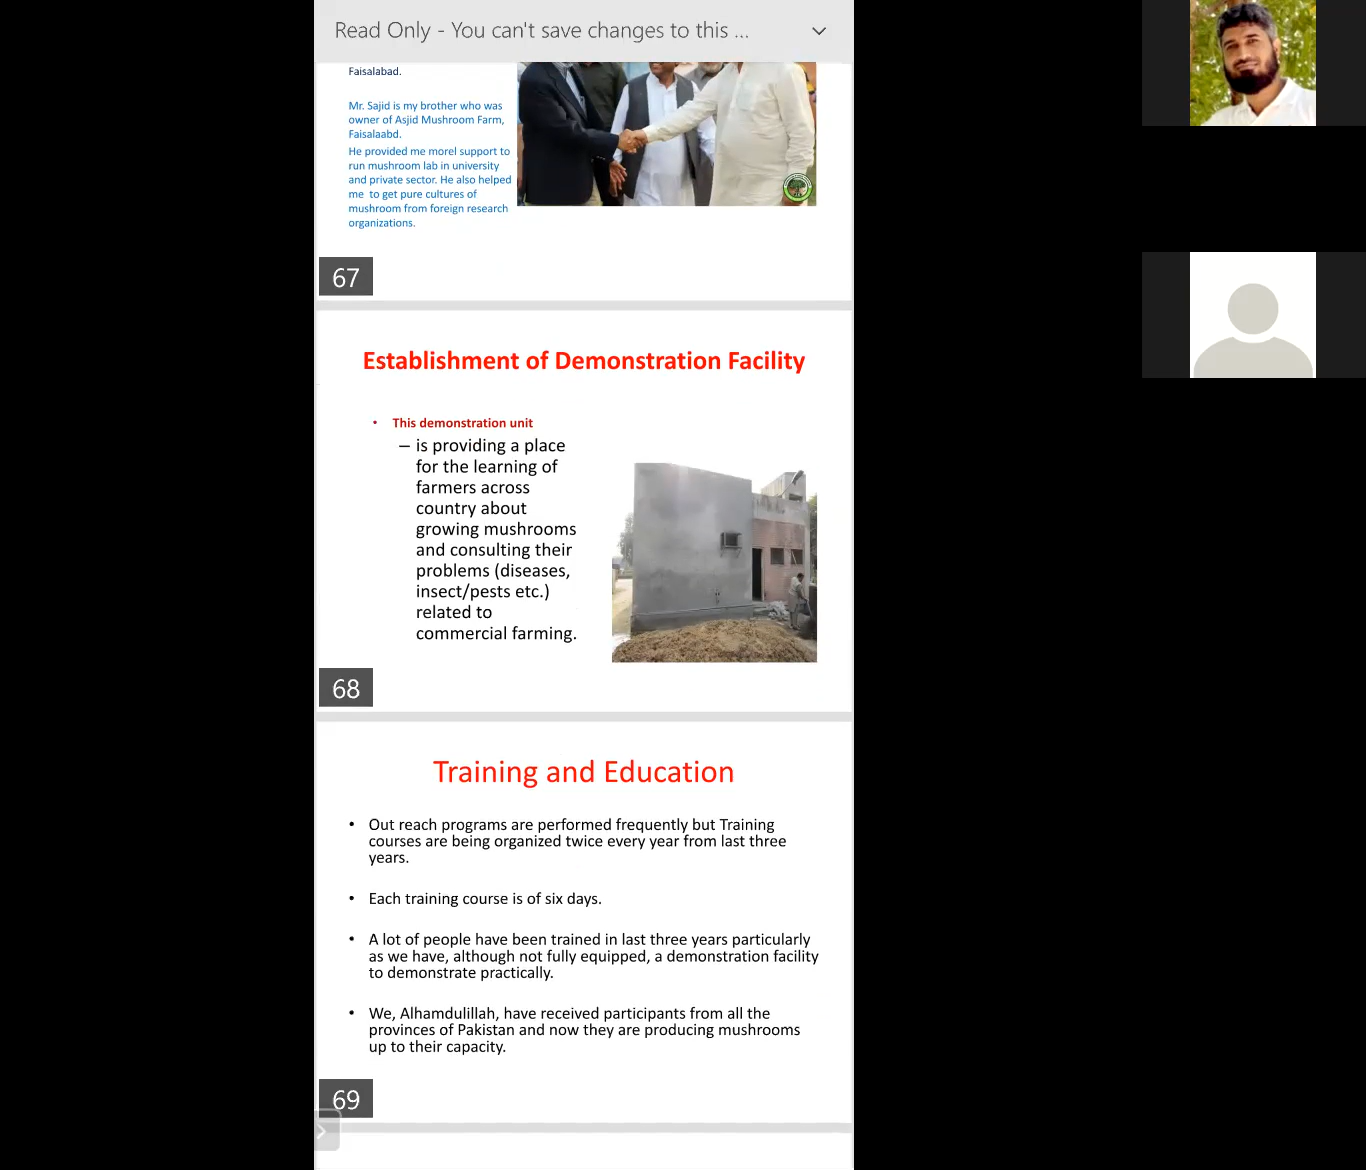 Read Only - You can't save changes to this ...
Faisalabad.
Mr. Sajid is my brother who was
owner of Asjid Mushroom Farm,
Faisalaabd.
He provided me morel support to
run mushroom lab in university
and private sector. He also helped
me to get pure cultures of
mushroom from foreign research
organizations.
67
Establishment of Demonstration Facility
• This demonstration unit
– is providing a place
for the learning of
farmers across
country about
growing mushrooms
and consulting their
problems (diseases,
insect/pests etc.)
related to
commercial farming.
68
Training and Education
• Out reach programs are performed frequently but Training
courses are being organized twice every year from last three
years.
• Each training course is of six days.
• A lot of people have been trained in last three years particularly
as we have, although not fully equipped, a demonstration facility
to demonstrate practically.
• We, Alhamdulillah, have received participants from all the
provinces of Pakistan and now they are producing mushrooms
up to their capacity.
69